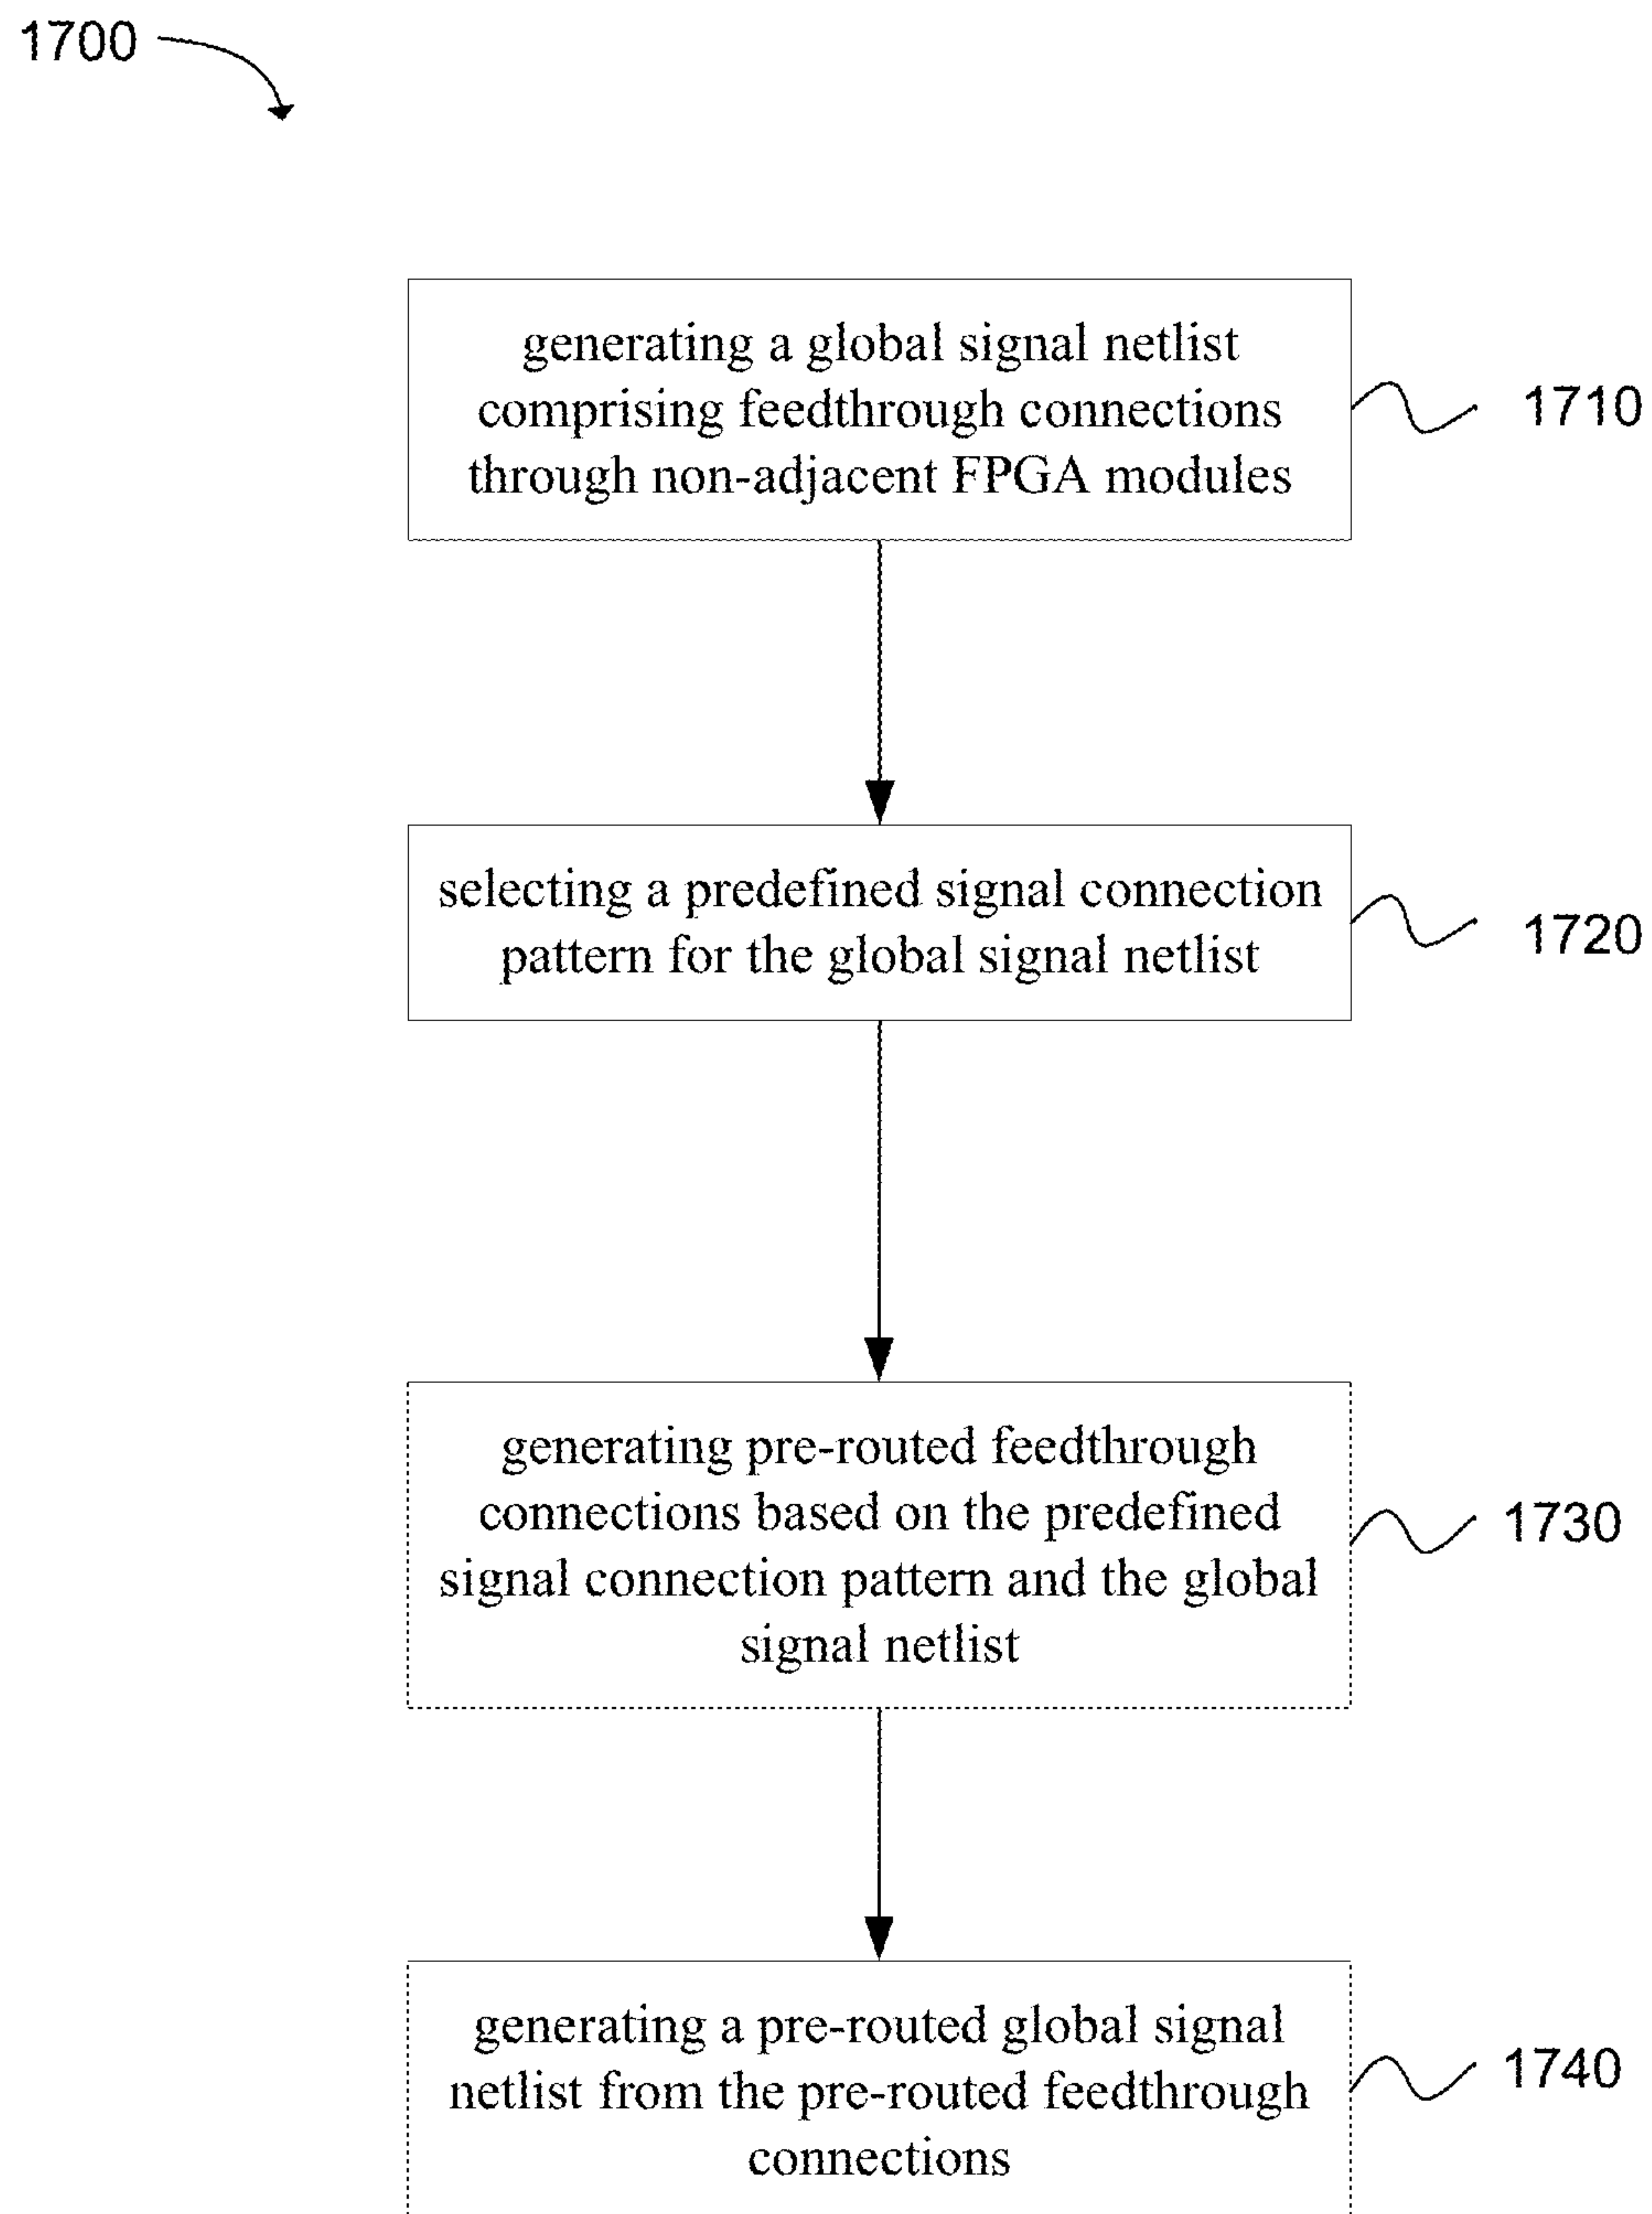 1700
generating a global signal netlist
comprising feedthrough connections
through non-adjacent FPGA modules
1710
selecting a predefined signal connection
pattern for the global signal netlist
1720
generating pre-routed feedthrough
connections based on the predefined
signal connection pattern and the global
signal netlist
1730
generating a pre-routed global signal
netlist from the pre-routed feedthrough
connections
1740